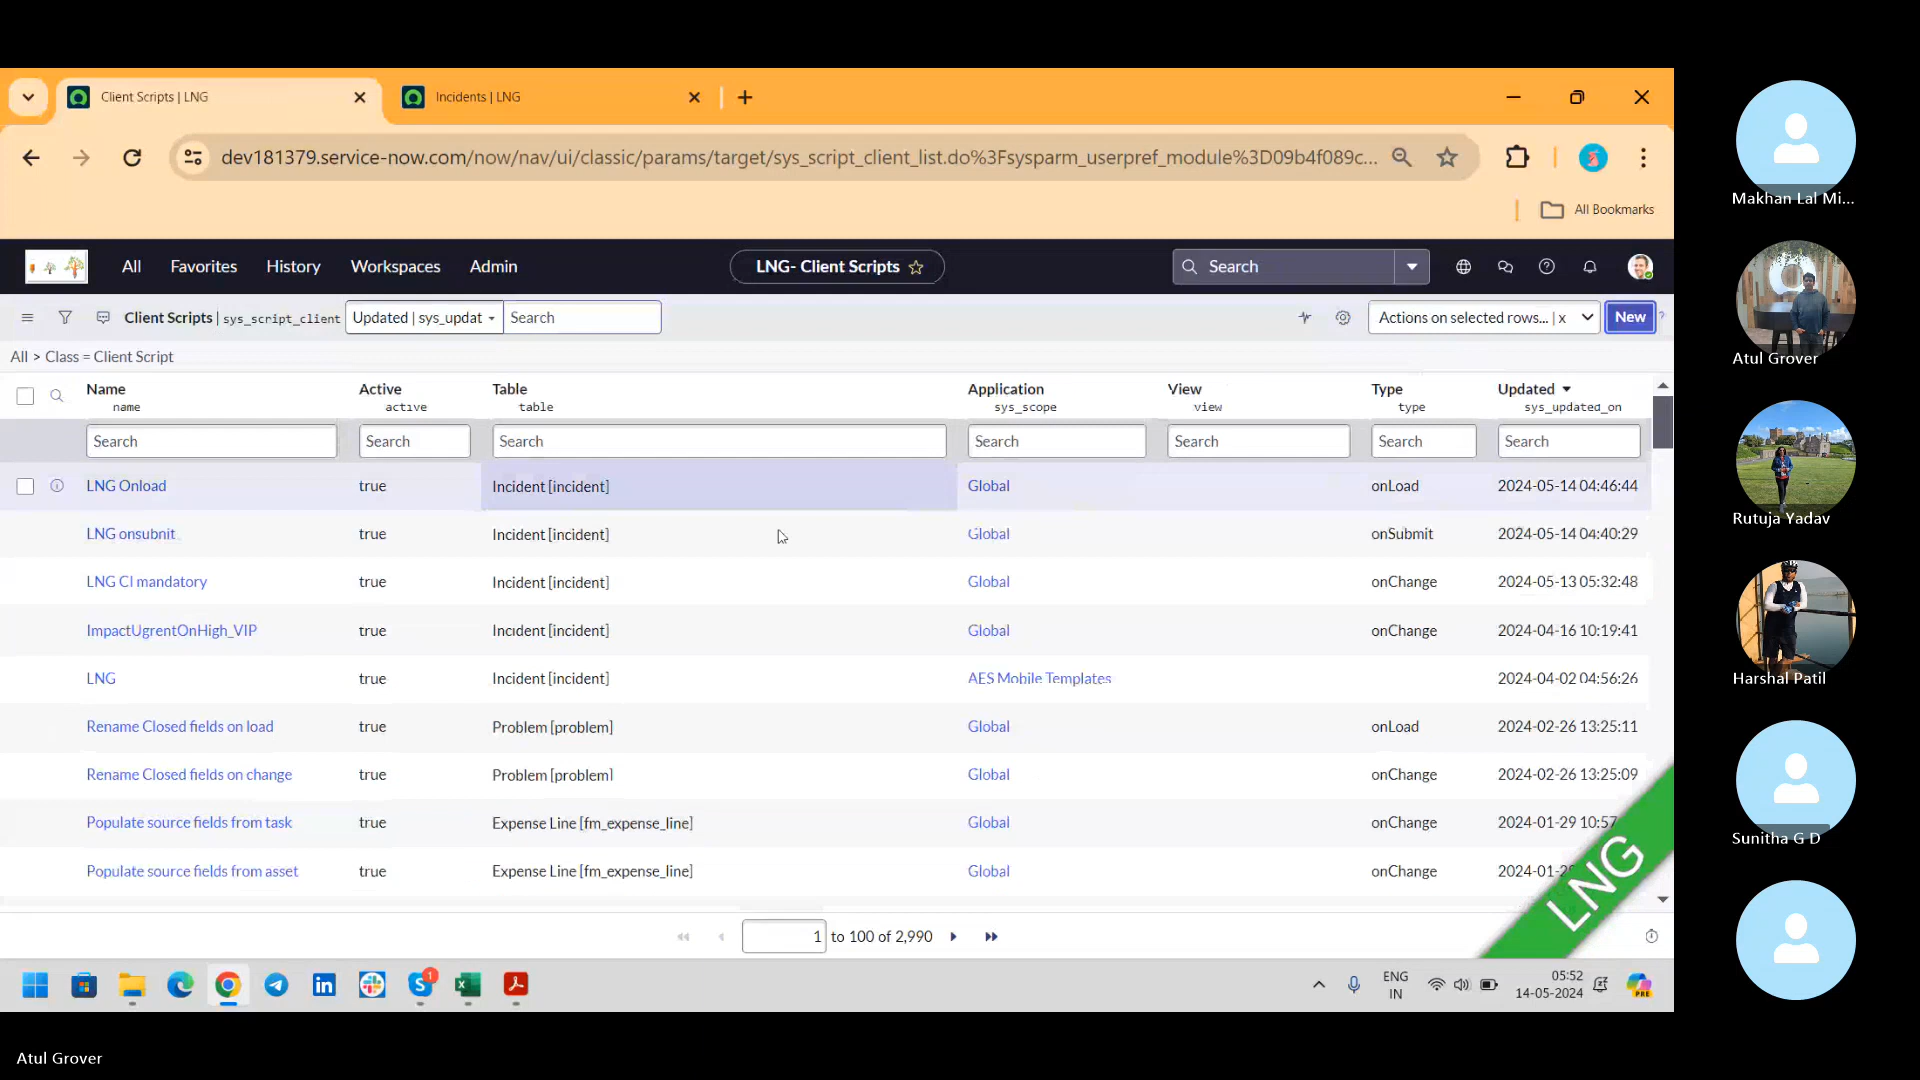 Client Scripts | LNG
Incidents | LNG
dev181379.service-now.com/now/nav/ui/classic/params/target/sys_script_client_list.do%3Fsysparm_userpref_module%3D09b4f089c...
All Bookmarks
All Favorites History Workspaces Admin
LNG- Client Scripts
Search
Client Scripts | sys_script_client
Updated | sys_updat
Search
Actions on selected rows... | x
New
All > Class = Client Script
Name Active Table Application View Type Updated
name active table sys_scope view type sys_updated_on
Search Search Search Search Search Search Search
LNG Onload true Incident [incident] Global onLoad 2024-05-14 04:46:44
LNG onsubnit true Incident [incident] Global onSubmit 2024-05-14 04:40:29
LNG CI mandatory true Incident [incident] Global onChange 2024-05-13 05:32:48
ImpactUgrentOnHigh_VIP true Incident [incident] Global onChange 2024-04-16 10:19:41
LNG true Incident [incident] AES Mobile Templates 2024-04-02 04:56:26
Rename Closed fields on load true Problem [problem] Global onLoad 2024-02-26 13:25:11
Rename Closed fields on change true Problem [problem] Global onChange 2024-02-26 13:25:09
Populate source fields from task true Expense Line [fm_expense_line] Global onChange 2024-01-29 10:57
Populate source fields from asset true Expense Line [fm_expense_line] Global onChange
LNG
1 to 100 of 2,990
1
PRE
ENG
IN
05:52
14-05-2024
Makhan Lal Mi...
Atul Grover
Rutuja Yadav
Harshal Patil
Sunitha G D
Atul Grover